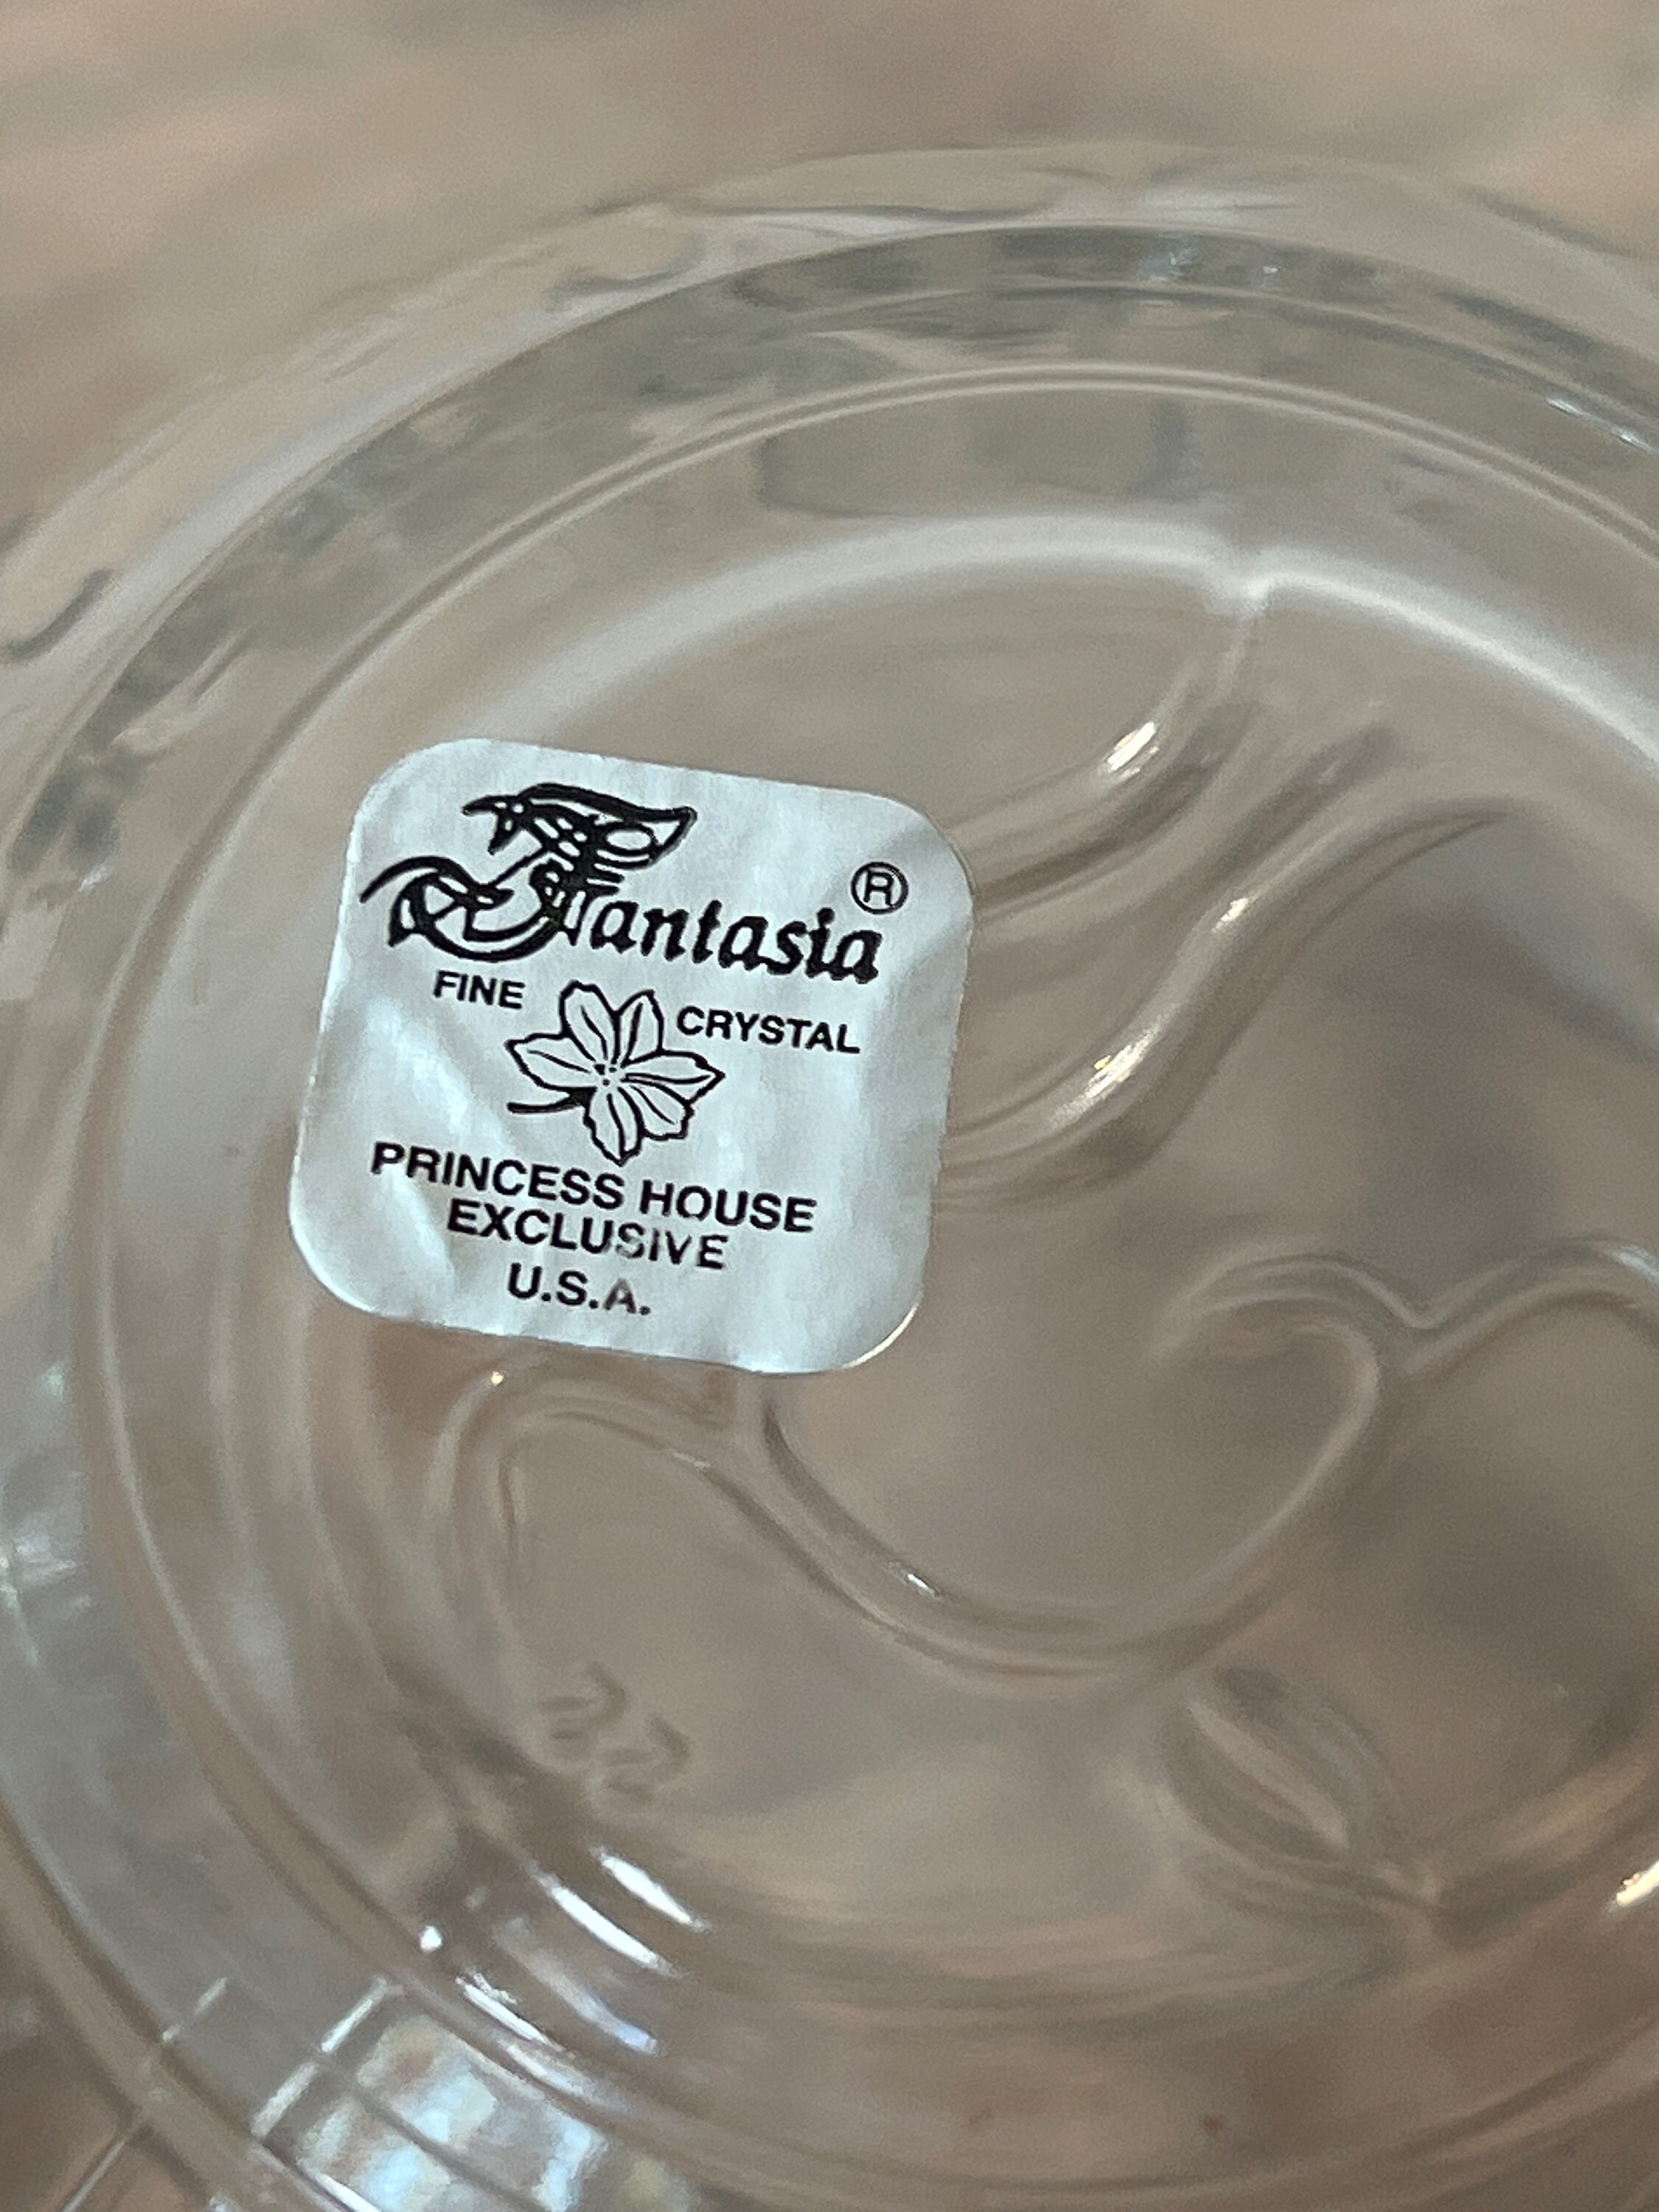 Fantasia®
FINE CRYSTAL
PRINCESS HOUSE
EXCLUSIVE
U.S.A.